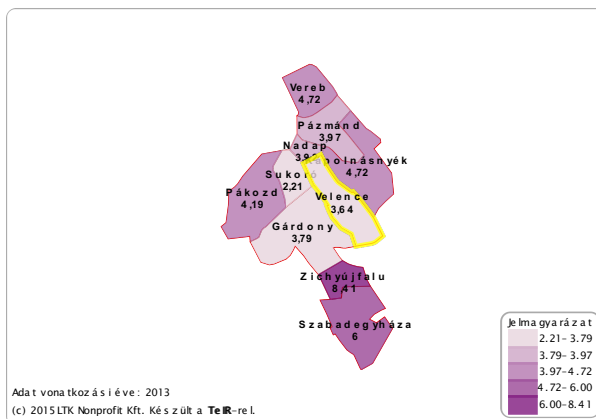 Vereb
4,72
Pázmánd
3,97
Nadap
Kápolnásnyék
4,72
Sukoró
2,21
Pákozd
4,19
Velence
3,64
Gárdony
3,79
Zichyújfalu
8,41
Szabadegyháza
6
Jelmagyarázat
2.21-3.79
3.79-3.97
3.97-4.72
4.72-6.00
6.00-8.41
Adat vonatkozási éve: 2013
(c) 2015 LTK Nonprofit Kft. Készült a TeIR-rel.